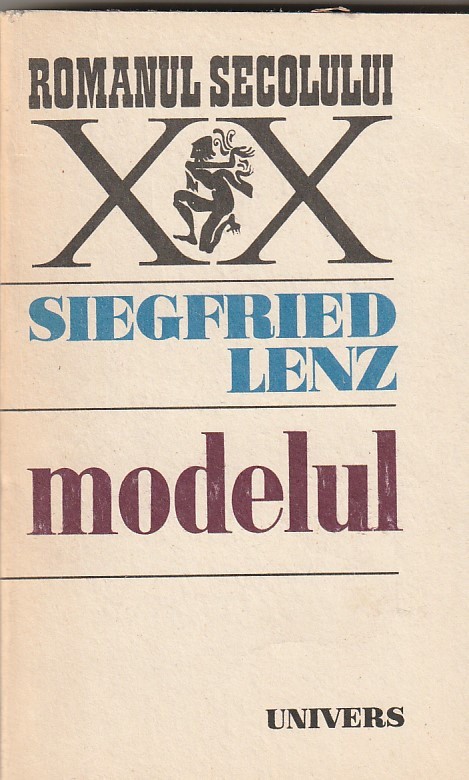 ROMANUL SECOLULUI
XX
SIEGFRIED
LENZ
modelul
UNIVERS